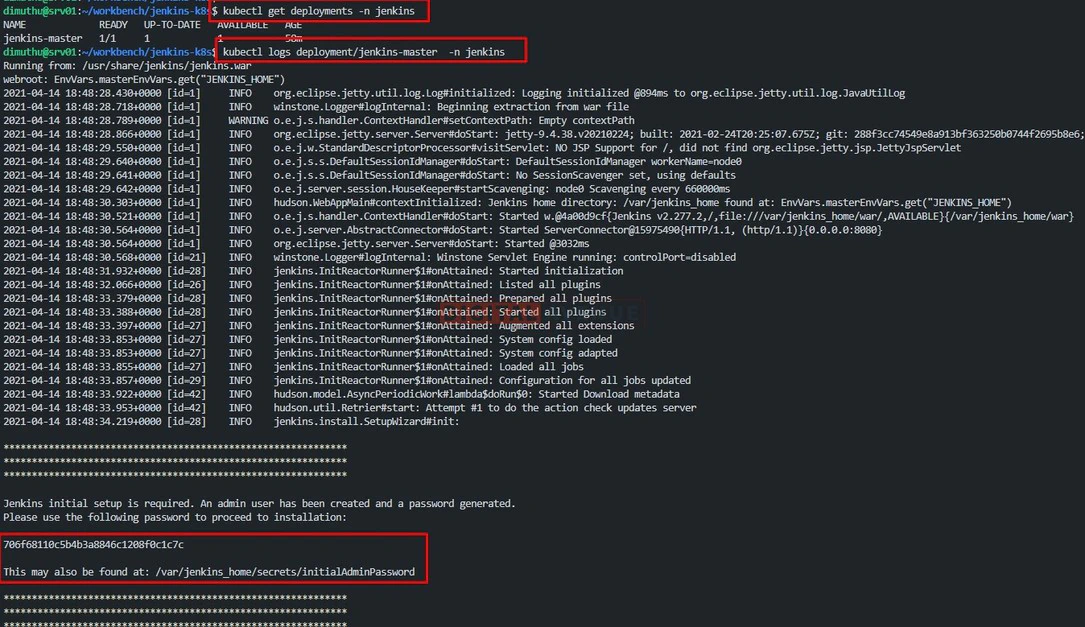 dimuthu@srv01:~/workbench/jenkins-k8s$ kubectl get deployments -n jenkins
NAME READY UP-TO-DATE AVAILABLE AGE
jenkins-master 1/1 1 1 58m
dimuthu@srv01:~/workbench/jenkins-k8s$ kubectl logs deployment/jenkins-master -n jenkins
Running from: /usr/share/jenkins/jenkins.war
webroot: EnvVars.masterEnvVars.get("JENKINS_HOME")
2021-04-14 18:48:28.430+0000 [id=1] INFO org.eclipse.jetty.util.log.Log#initialized: Logging initialized @894ms to org.eclipse.jetty.util.log.JavaUtilLog
2021-04-14 18:48:28.718+0000 [id=1] INFO winstone.Logger#logInternal: Beginning extraction from war file
2021-04-14 18:48:28.789+0000 [id=1] WARNING o.e.j.s.handler.ContextHandler#setContextPath: Empty contextPath
2021-04-14 18:48:28.866+0000 [id=1] INFO org.eclipse.jetty.server.Server#doStart: jetty-9.4.38.v20210224; built: 2021-02-24T20:25:07.675Z; git: 288f3cc74549e8a913bf363250b0744f2695b8e6;
2021-04-14 18:48:29.550+0000 [id=1] INFO o.e.j.w.StandardDescriptorProcessor#visitServlet: NO JSP Support for /, did not find org.eclipse.jetty.jsp.JettyJspServlet
2021-04-14 18:48:29.640+0000 [id=1] INFO o.e.j.s.s.DefaultSessionIdManager#doStart: DefaultSessionIdManager workerName=node0
2021-04-14 18:48:29.641+0000 [id=1] INFO o.e.j.s.s.DefaultSessionIdManager#doStart: No SessionScavenger set, using defaults
2021-04-14 18:48:29.642+0000 [id=1] INFO o.e.j.server.session.HouseKeeper#startScavenging: node0 Scavenging every 660000ms
2021-04-14 18:48:30.303+0000 [id=1] INFO hudson.WebAppMain#contextInitialized: Jenkins home directory: /var/jenkins_home found at: EnvVars.masterEnvVars.get("JENKINS_HOME")
2021-04-14 18:48:30.521+0000 [id=1] INFO o.e.j.s.handler.ContextHandler#doStart: Started w.@4a00d9cf{Jenkins v2.277.2,/,file:///var/jenkins_home/war/,AVAILABLE}{/var/jenkins_home/war}
2021-04-14 18:48:30.564+0000 [id=1] INFO o.e.j.server.AbstractConnector#doStart: Started ServerConnector@15975490{HTTP/1.1, (http/1.1)}{0.0.0.0:8080}
2021-04-14 18:48:30.564+0000 [id=1] INFO org.eclipse.jetty.server.Server#doStart: Started @3032ms
2021-04-14 18:48:30.568+0000 [id=21] INFO winstone.Logger#logInternal: Winstone Servlet Engine running: controlPort=disabled
2021-04-14 18:48:31.932+0000 [id=28] INFO jenkins.InitReactorRunner$1#onAttained: Started initialization
2021-04-14 18:48:32.066+0000 [id=26] INFO jenkins.InitReactorRunner$1#onAttained: Listed all plugins
2021-04-14 18:48:33.379+0000 [id=28] INFO jenkins.InitReactorRunner$1#onAttained: Prepared all plugins
2021-04-14 18:48:33.388+0000 [id=28] INFO jenkins.InitReactorRunner$1#onAttained: Started all plugins
2021-04-14 18:48:33.397+0000 [id=27] INFO jenkins.InitReactorRunner$1#onAttained: Augmented all extensions
2021-04-14 18:48:33.853+0000 [id=27] INFO jenkins.InitReactorRunner$1#onAttained: System config loaded
2021-04-14 18:48:33.853+0000 [id=27] INFO jenkins.InitReactorRunner$1#onAttained: System config adapted
2021-04-14 18:48:33.855+0000 [id=27] INFO jenkins.InitReactorRunner$1#onAttained: Loaded all jobs
2021-04-14 18:48:33.857+0000 [id=29] INFO jenkins.InitReactorRunner$1#onAttained: Configuration for all jobs updated
2021-04-14 18:48:33.922+0000 [id=42] INFO hudson.model.AsyncPeriodicWork#lambda$doRun$0: Started Download metadata
2021-04-14 18:48:33.953+0000 [id=42] INFO hudson.util.Retrier#start: Attempt #1 to do the action check updates server
2021-04-14 18:48:34.219+0000 [id=28] INFO jenkins.install.SetupWizard#init:
*************************************************************
*************************************************************
*************************************************************
Jenkins initial setup is required. An admin user has been created and a password generated.
Please use the following password to proceed to installation:
706f68110c5b4b3a8846c1208f0c1c7c
This may also be found at: /var/jenkins_home/secrets/initialAdminPassword
*************************************************************
*************************************************************
*************************************************************